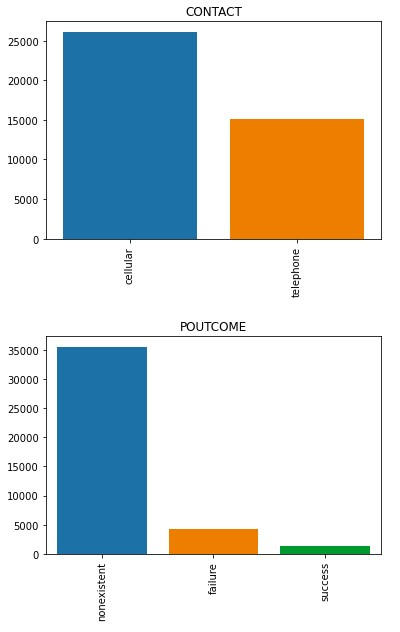 CONTACT
25000
20000
15000
10000
5000
0
cellular
telephone
POUTCOME
35000
30000
25000
20000
15000
10000
5000
0
nonexistent
failure
success